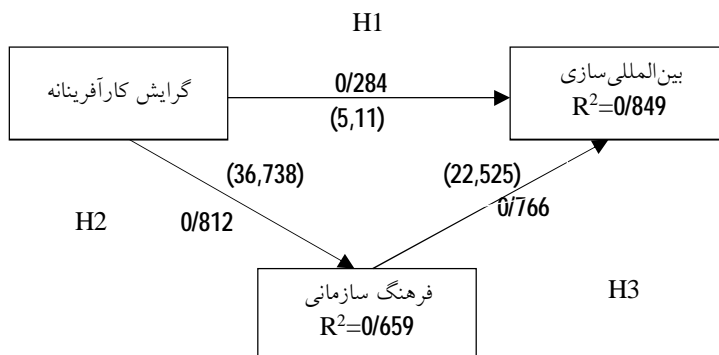 H1
گرایش کارآفرینانه
0/284
(5,11)
بین‌المللی‌سازی
R²=0/849
(36,738)
0/812
(22,525)
0/766
H2
H3
فرهنگ سازمانی
R²=0/659